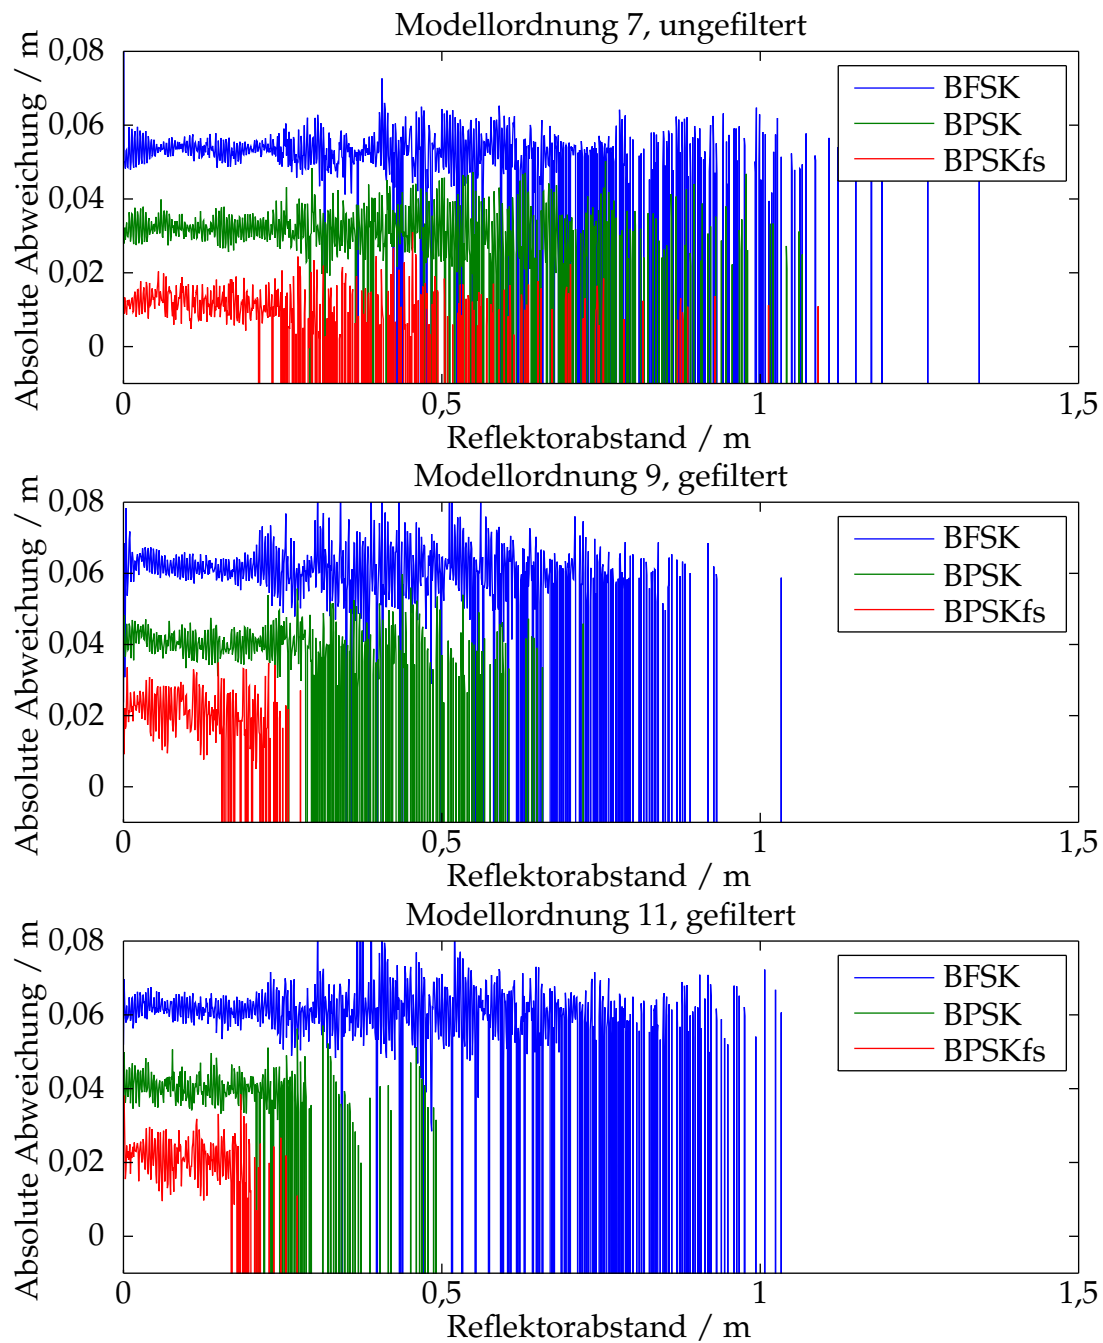 Modellordnung 7, ungefiltert
Absolute Abweichung / m
0,08
0,06
0,04
0,02
0
BFSK
BPSK
BPSKfs
0 0,5 1 1,5
Reflektorabstand / m
Modellordnung 9, gefiltert
Absolute Abweichung / m
0,08
0,06
0,04
0,02
0
BFSK
BPSK
BPSKfs
0 0,5 1 1,5
Reflektorabstand / m
Modellordnung 11, gefiltert
Absolute Abweichung / m
0,08
0,06
0,04
0,02
0
BFSK
BPSK
BPSKfs
0 0,5 1 1,5
Reflektorabstand / m